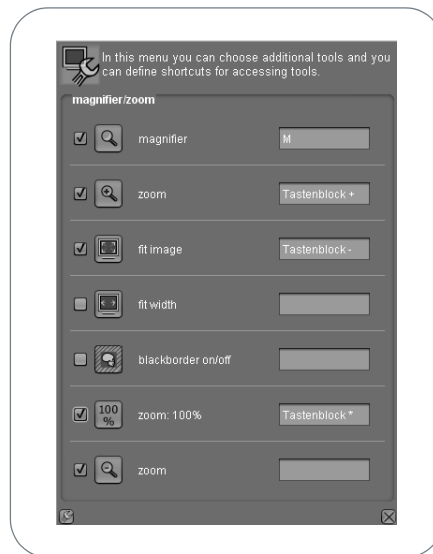 In this menu you can choose additional tools and you
can define shortcuts for accessing tools.
magnifier/zoom
magnifier M
zoom Tastenblock +
fit image Tastenblock -
fit width
blackborder on/off
100
%
zoom: 100% Tastenblock *
zoom